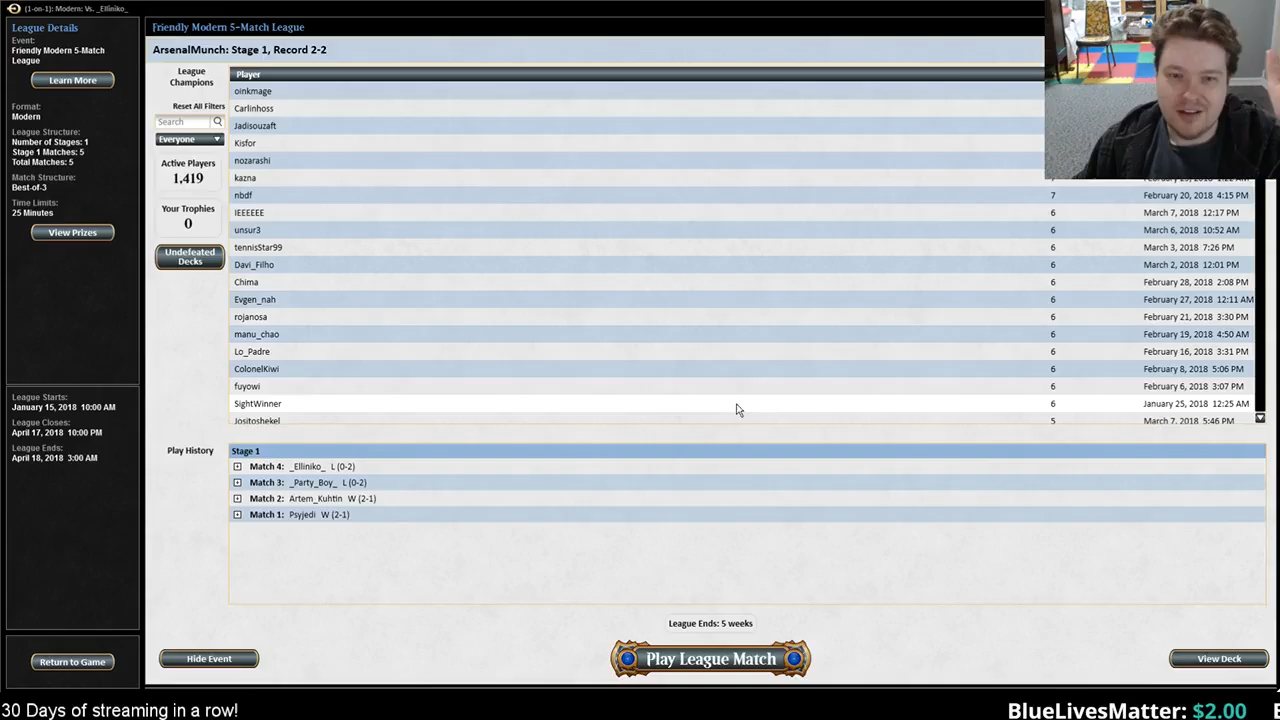 (1-on-1): Modern: Vs. _Elliniko_
League Details
Event:
Friendly Modern 5-Match
League
Learn More
Format:
Modern
League Structure:
Number of Stages: 1
Stage 1 Matches: 5
Total Matches: 5
Match Structure:
Best-of-3
Time Limits:
25 Minutes
View Prizes
League Starts:
January 15, 2018 10:00 AM
League Closes:
April 17, 2018 10:00 PM
League Ends:
April 18, 2018 3:00 AM
Return to Game
Friendly Modern 5-Match League
ArsenalMunch: Stage 1, Record 2-2
League
Champions
Reset All Filters
Search
Everyone
Active Players
1,419
Your Trophies
0
Undefeated
Decks
Player
oinkmage
Carlinhoss
Jadisouzaft
Kisfor
nozarashi
kazna
nbdf 7 February 20, 2018 4:15 PM
IEEEEEE 6 March 7, 2018 12:17 PM
unsur3 6 March 6, 2018 10:52 AM
tennisStar99 6 March 3, 2018 7:26 PM
Davi_Filho 6 March 2, 2018 12:01 PM
Chima 6 February 28, 2018 2:08 PM
Evgen_nah 6 February 27, 2018 12:11 AM
rojanosa 6 February 21, 2018 3:30 PM
manu_chao 6 February 19, 2018 4:50 AM
Lo_Padre 6 February 16, 2018 3:31 PM
ColonelKiwi 6 February 8, 2018 5:06 PM
fuyowi 6 February 6, 2018 3:07 PM
SightWinner 6 January 25, 2018 12:25 AM
Jositoshekel 5 March 7, 2018 5:46 PM
Play History
Stage 1
Match 4: _Elliniko_ L (0-2)
Match 3: _Party_Boy_ L (0-2)
Match 2: Artem_Kuhtin W (2-1)
Match 1: Psyjedi W (2-1)
League Ends: 5 weeks
Hide Event
Play League Match
View Deck
30 Days of streaming in a row!
BlueLivesMatter: $2.00